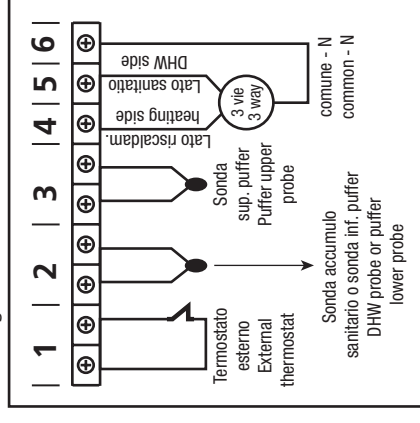 1 2 3 4 5 6
Termostato
esterno
External
thermostat
Sonda accumulo
sanitario o sonda inf. puffer
DHW probe or puffer
lower probe
Sonda
sup. puffer
Puffer upper
probe
Lato riscaldam.
heating side
Lato sanitatio
DHW side
3 vie
3 way
comune - N
common - N